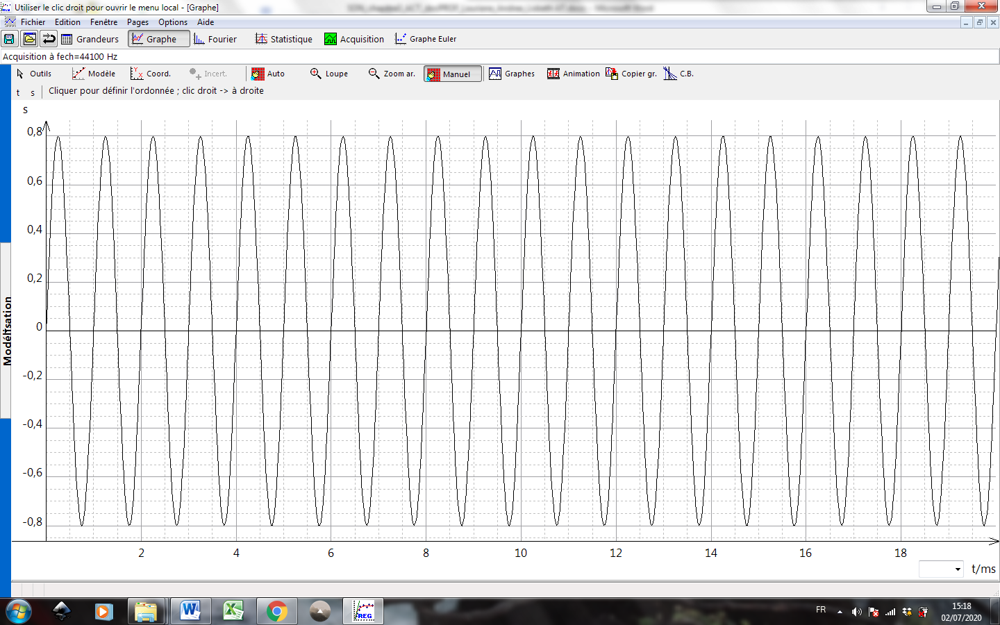 Utiliser le clic droit pour ouvrir le menu local - [Graphe]
Fichier Edition Fenêtre Pages Options Aide
Grandeurs Graphe Fourier Statistique Acquisition Graphe Euler
Acquisition à fech=44100 Hz
Outils Modèle Coord. Incert. Auto Loupe Zoom ar. Manuel Graphes Animation Copier gr. C.B.
t s Cliquer pour définir l'ordonnée ; clic droit -> à droite
s
0,8
0,6
0,4
0,2
0
-0,2
-0,4
-0,6
-0,8
2 4 6 8 10 12 14 16 18
t/ms
Modélisation
REG
FR
15:18
02/07/2020